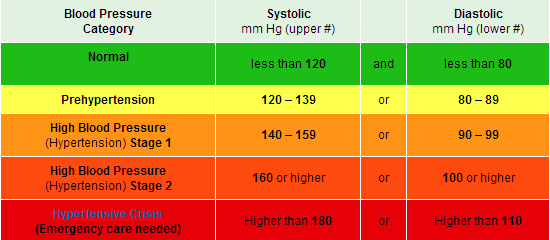 Blood Pressure Category Systolic mm Hg (upper #) Diastolic mm Hg (lower #)
Normal less than 120 and less than 80
Prehypertension 120 – 139 or 80 – 89
High Blood Pressure (Hypertension) Stage 1 140 – 159 or 90 – 99
High Blood Pressure (Hypertension) Stage 2 160 or higher or 100 or higher
Hypertensive Crisis (Emergency care needed) Higher than 180 or Higher than 110